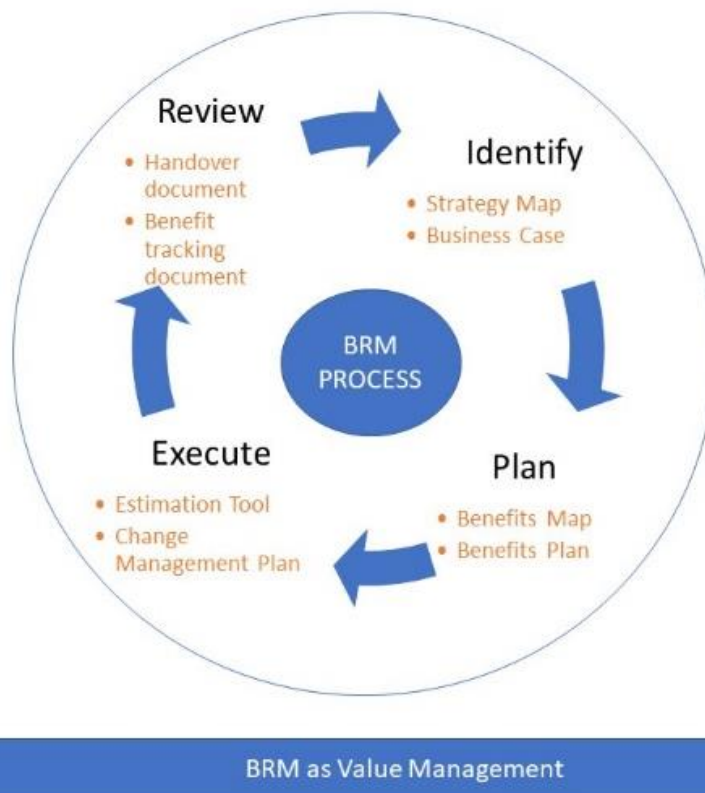 Review
• Handover
document
• Benefit
tracking
document
Identify
• Strategy Map
• Business Case
BRM
PROCESS
Execute
• Estimation Tool
• Change
Management Plan
Plan
• Benefits Map
• Benefits Plan
BRM as Value Management